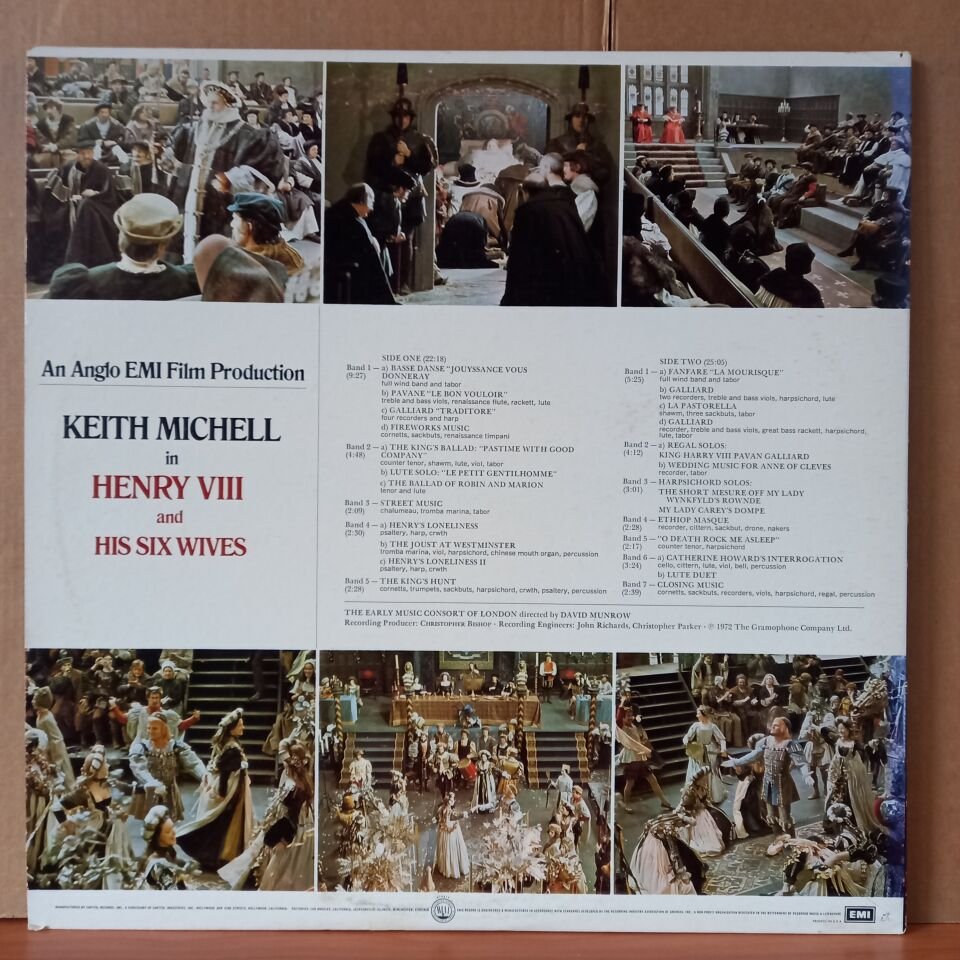 An Anglo EMI Film Production
KEITH MICHELL
in
HENRY VIII
and
HIS SIX WIVES
SIDE ONE (22:18)
Band 1 — a) BASSE DANSE "JOUYSSANCE VOUS
(9:27) DONNERAY
full wind band and tabor
b) PAVANE "LE BON VOULOIR"
treble and bass viols, renaissance flute, rackett, lute
c) GALLIARD "TRADITORE"
four recorders and harp
d) FIREWORKS MUSIC
cornetts, sackbuts, renaissance timpani
Band 2 — a) THE KING'S BALLAD: "PASTIME WITH GOOD
(4:48) COMPANY"
counter tenor, shawm, lute, viol, tabor
b) LUTE SOLO: "LE PETIT GENTILHOMME"
c) THE BALLAD OF ROBIN AND MARION
tenor and lute
Band 3 — STREET MUSIC
(2:09) chalumeau, tromba marina, tabor
Band 4 — a) HENRY'S LONELINESS
(2:30) psaltery, harp, crwth
b) THE JOUST AT WESTMINSTER
tromba marina, viol, harpsichord, chinese mouth organ, percussion
c) HENRY'S LONELINESS II
psaltery, harp, crwth
Band 5 — THE KING'S HUNT
(2:28) cornetts, trumpets, sackbuts, harpsichord, crwth, psaltery, percussion
SIDE TWO (25:05)
Band 1 — a) FANFARE "LA MOURISQUE"
(5:25) full wind band and tabor
b) GALLIARD
two recorders, treble and bass viols, harpsichord, lute
c) LA PASTORELLA
shawm, three sackbuts, tabor
d) GALLIARD
recorder, treble and bass viols, great bass rackett, harpsichord,
lute, tabor
Band 2 — a) REGAL SOLOS:
(4:12) KING HARRY VIII PAVAN GALLIARD
b) WEDDING MUSIC FOR ANNE OF CLEVES
recorder, tabor
Band 3 — HARPSICHORD SOLOS:
(3:01) THE SHORT MESURE OFF MY LADY
WYNKFYLD'S ROWNDE
MY LADY CAREY'S DOMPE
Band 4 — ETHIOP MASQUE
(2:28) recorder, cittern, sackbut, drone, nakers
Band 5 — "O DEATH ROCK ME ASLEEP"
(2:17) counter tenor, harpsichord
Band 6 — a) CATHERINE HOWARD'S INTERROGATION
(3:24) cello, cittern, lute, viol, bell, percussion
b) LUTE DUET
Band 7 — CLOSING MUSIC
(2:39) cornetts, sackbuts, recorders, viols, harpsichord, regal, percussion
THE EARLY MUSIC CONSORT OF LONDON directed by DAVID MUNROW
Recording Producer: CHRISTOPHER BISHOP · Recording Engineers: John Richards, Christopher Parker · ℗ 1972 The Gramophone Company Ltd.
EMI
PRINTED IN U.S.A.